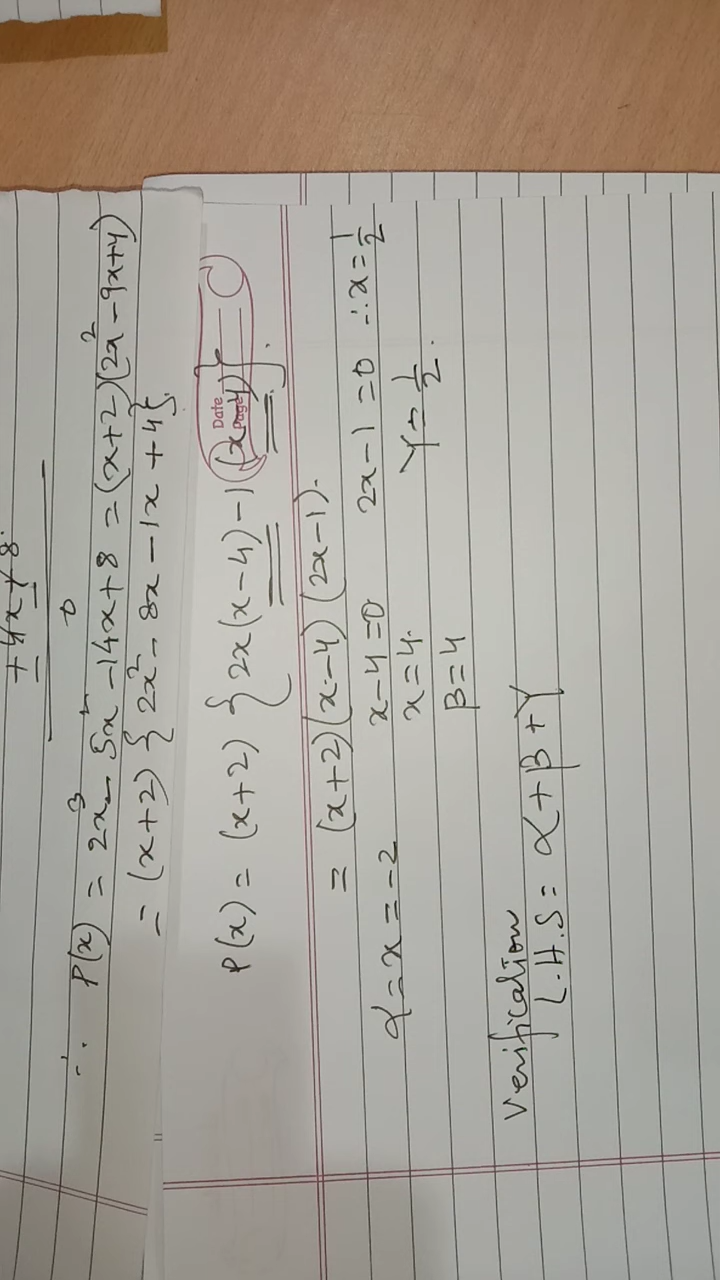 + 4x + 8.
0
∴ P(x) = 2x³ - 5x² - 14x + 8 = (x+2)(2x² - 9x + 4)
= (x+2) { 2x² - 8x - 1x + 4 }.
Date
Page
P(x) = (x+2) { 2x(x-4) - 1(x-4) }.
= (x+2)(x-4)(2x-1).
α = x = -2 x-4=0 2x-1=0 ∴ x = 1/2
x=4. γ = 1/2.
β=4
Verification
L.H.S = α+β+γ